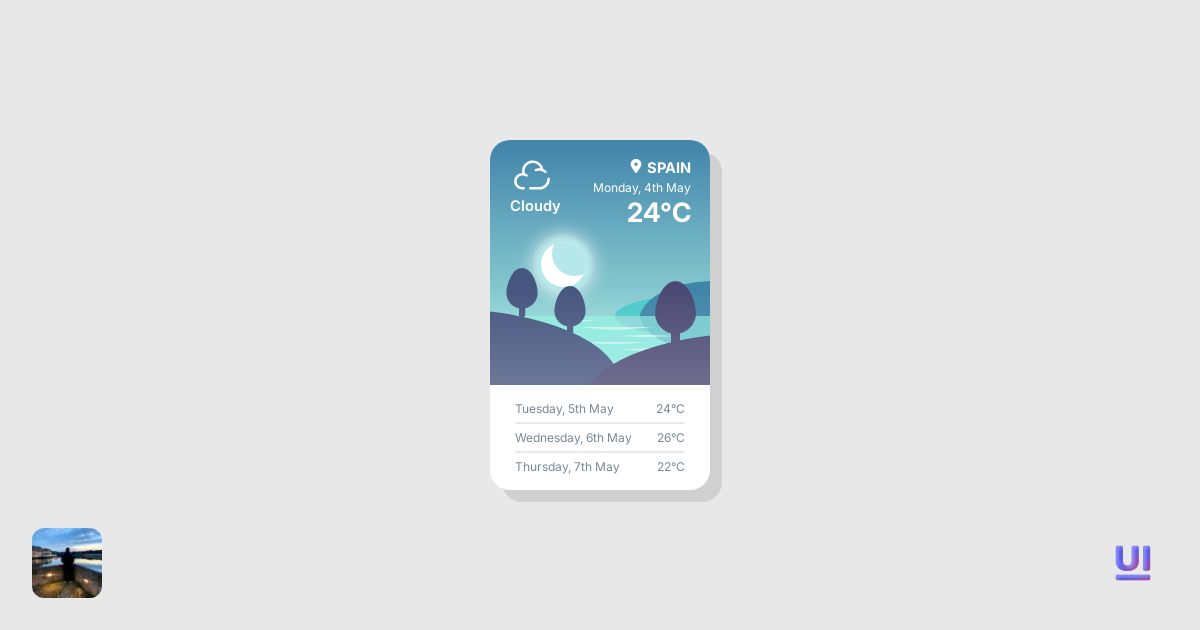 SPAIN
Monday, 4th May
24°C
Cloudy
Tuesday, 5th May 24°C
Wednesday, 6th May 26°C
Thursday, 7th May 22°C
UI